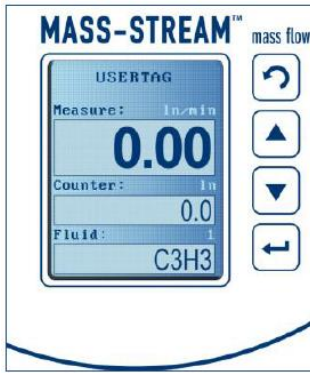 MASS-STREAM™ mass flow
USERTAG
Measure: ln/min
0.00
Counter: ln
0.0
Fluid: 1
C3H3